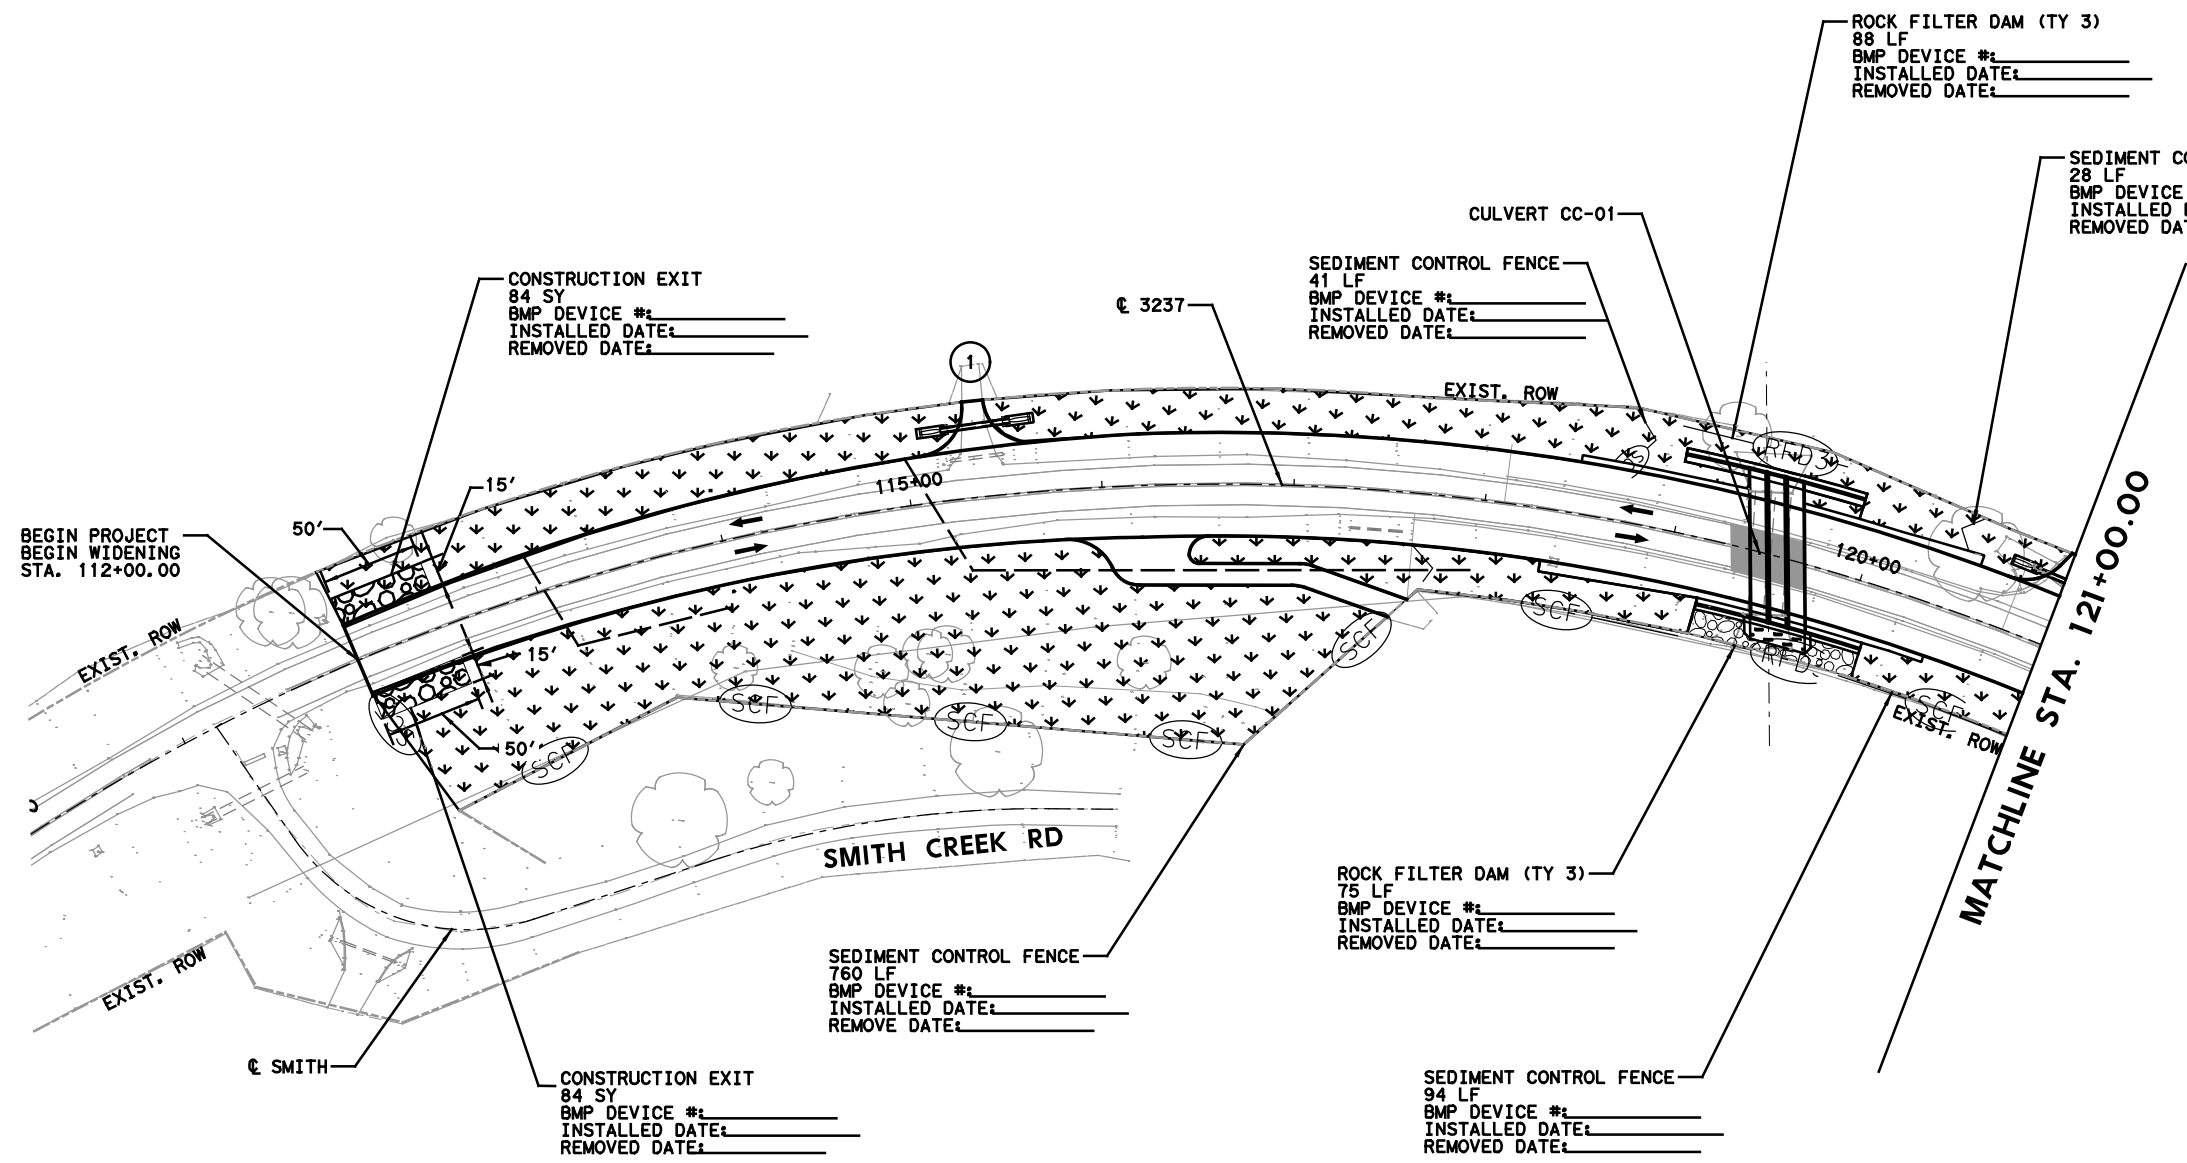 ROCK FILTER DAM (TY 3)
88 LF
BMP DEVICE #:
INSTALLED DATE:
REMOVED DATE:
SEDIMENT CO
28 LF
BMP DEVICE
INSTALLED
REMOVED DA
CULVERT CC-01
SEDIMENT CONTROL FENCE
41 LF
BMP DEVICE #:
INSTALLED DATE:
REMOVED DATE:
CONSTRUCTION EXIT
84 SY
BMP DEVICE #:
INSTALLED DATE:
REMOVED DATE:
℄ 3237
1
EXIST. ROW
RFD3
115+00
15'
50'
BEGIN PROJECT
BEGIN WIDENING
STA. 112+00.00
120+00
MATCHLINE STA. 121+00.00
EXIST. ROW
15'
50'
SCF
SCF
SCF
SCF
SCF
SCF
RFD
SCF
EXIST. ROW
SMITH CREEK RD
ROCK FILTER DAM (TY 3)
75 LF
BMP DEVICE #:
INSTALLED DATE:
REMOVED DATE:
SEDIMENT CONTROL FENCE
760 LF
BMP DEVICE #:
INSTALLED DATE:
REMOVE DATE:
EXIST. ROW
℄ SMITH
CONSTRUCTION EXIT
84 SY
BMP DEVICE #:
INSTALLED DATE:
REMOVED DATE:
SEDIMENT CONTROL FENCE
94 LF
BMP DEVICE #:
INSTALLED DATE:
REMOVED DATE: